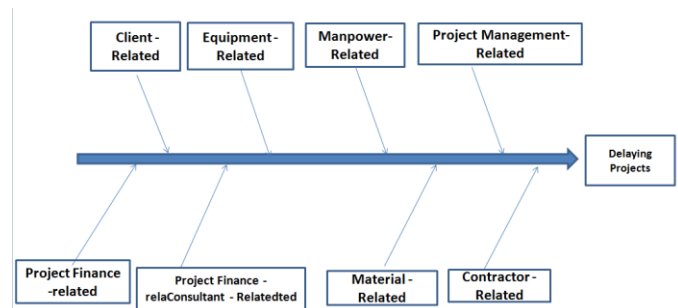 Client -
Related
Equipment -
Related
Manpower-
Related
Project Management-
Related
Delaying
Projects
Project Finance
-related
Project Finance -
relaConsultant - Relatedted
Material -
Related
Contractor -
Related